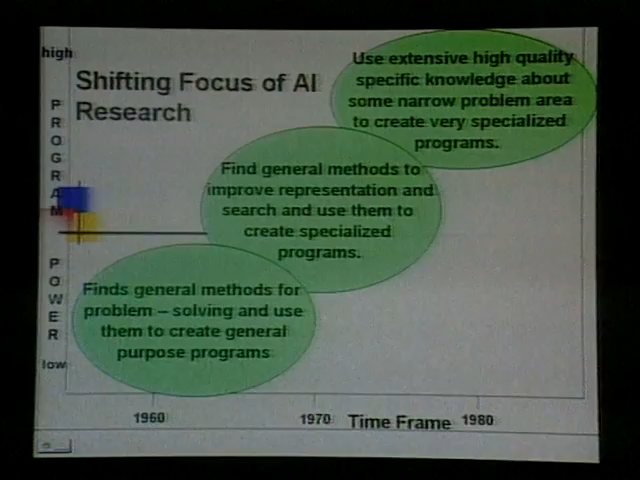 high
Shifting Focus of AI
Research
Use extensive high quality
specific knowledge about
some narrow problem area
to create very specialized
programs.
PROGRAM
Find general methods to
improve representation and
search and use them to
create specialized
programs.
POWER
Finds general methods for
problem – solving and use
them to create general
purpose programs
low
1960 1970 Time Frame 1980